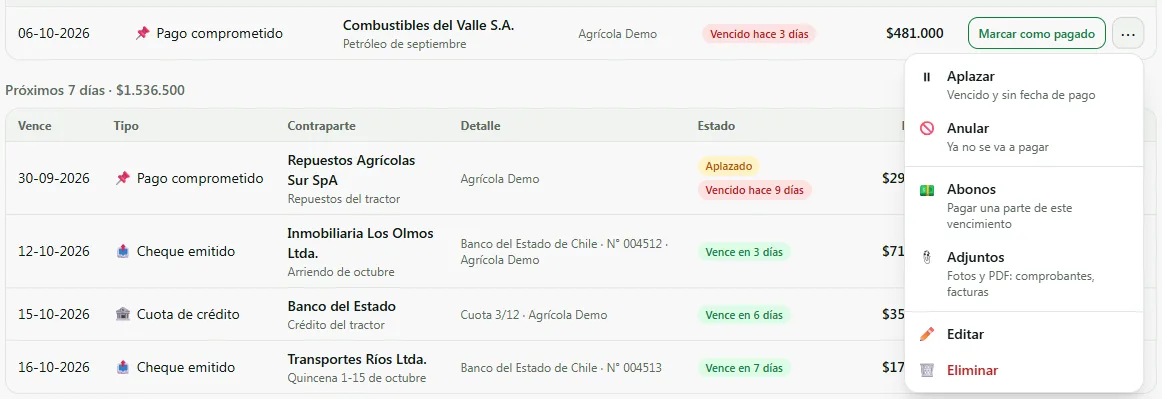 06-10-2026 Pago comprometido Combustibles del Valle S.A. Agrícola Demo Vencido hace 3 días $481.000 Marcar como pagado ...
Petróleo de septiembre
Próximos 7 días · $1.536.500
Vence Tipo Contraparte Detalle Estado
30-09-2026 Pago comprometido Repuestos Agrícolas Sur SpA Agrícola Demo Aplazado
Repuestos del tractor Vencido hace 9 días $29
12-10-2026 Cheque emitido Inmobiliaria Los Olmos Ltda. Banco del Estado de Chile · N° 004512 · Agrícola Demo Vence en 3 días $71
Arriendo de octubre
15-10-2026 Cuota de crédito Banco del Estado Cuota 3/12 · Agrícola Demo Vence en 6 días $35
Crédito del tractor
16-10-2026 Cheque emitido Transportes Ríos Ltda. Banco del Estado de Chile · N° 004513 Vence en 7 días $17
Quincena 1-15 de octubre
Aplazar
Vencido y sin fecha de pago
Anular
Ya no se va a pagar
Abonos
Pagar una parte de este
vencimiento
Adjuntos
Fotos y PDF: comprobantes,
facturas
Editar
Eliminar